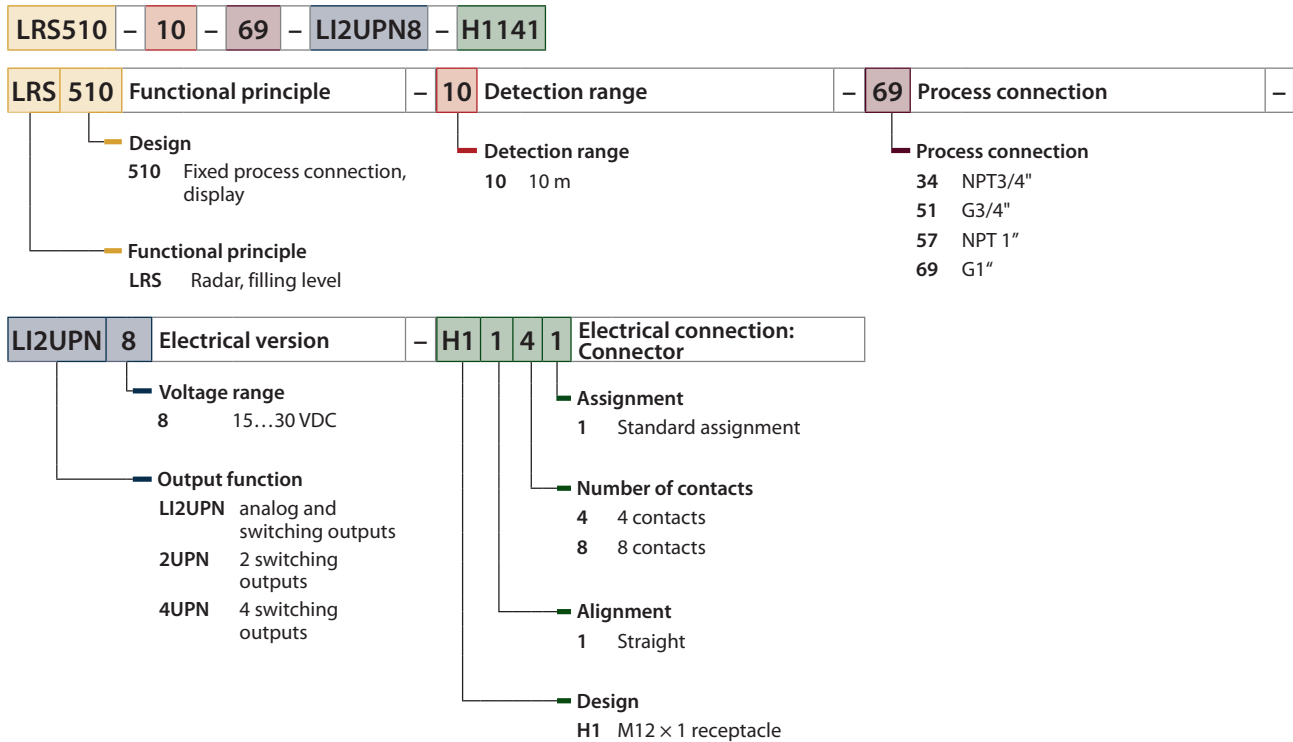 LRS510 – 10 – 69 – LI2UPN8 – H1141
LRS 510 Functional principle – 10 Detection range – 69 Process connection –
Design
510 Fixed process connection,
display
Functional principle
LRS Radar, filling level
Detection range
10 10 m
Process connection
34 NPT3/4"
51 G3/4"
57 NPT 1″
69 G1“
LI2UPN 8 Electrical version – H1 1 4 1 Electrical connection:
Connector
Voltage range
8 15…30 VDC
Output function
LI2UPN analog and
switching outputs
2UPN 2 switching
outputs
4UPN 4 switching
outputs
Assignment
1 Standard assignment
Number of contacts
4 4 contacts
8 8 contacts
Alignment
1 Straight
Design
H1 M12 × 1 receptacle